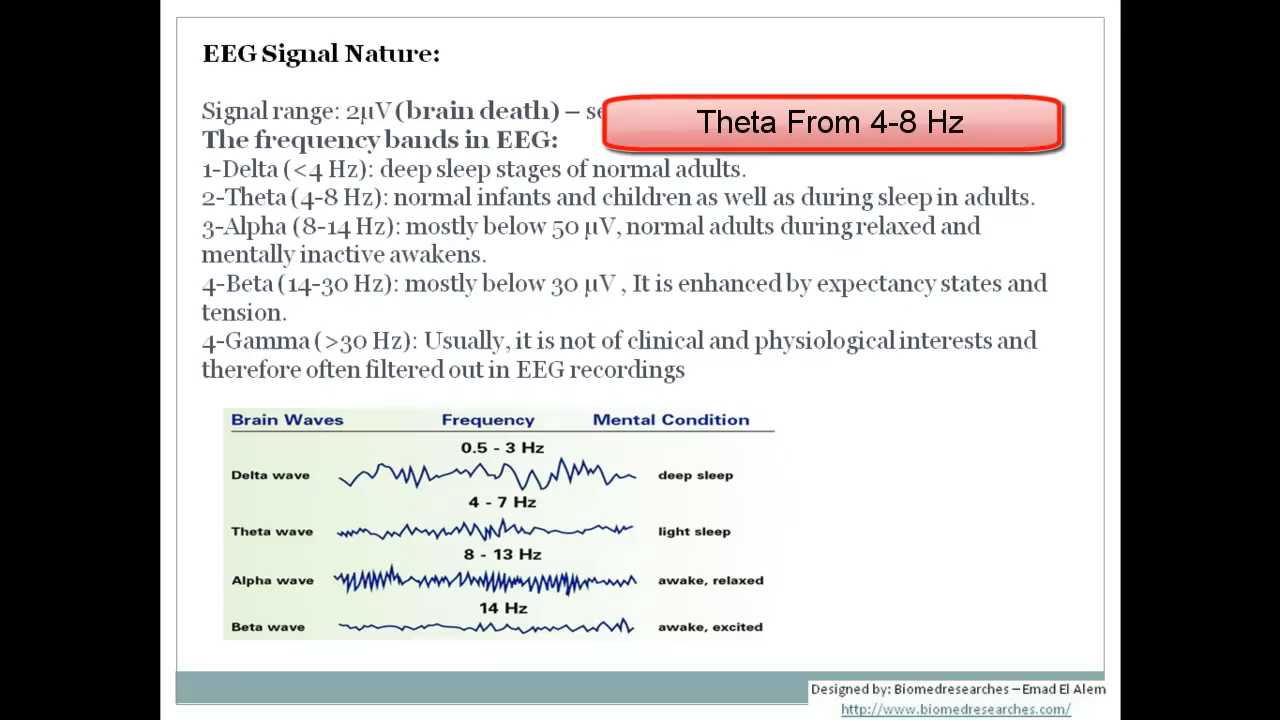 EEG Signal Nature:
Signal range: 2µV (brain death) –
Theta From 4-8 Hz
The frequency bands in EEG:
1-Delta (<4 Hz): deep sleep stages of normal adults.
2-Theta (4-8 Hz): normal infants and children as well as during sleep in adults.
3-Alpha (8-14 Hz): mostly below 50 µV, normal adults during relaxed and
mentally inactive awakens.
4-Beta (14-30 Hz): mostly below 30 µV , It is enhanced by expectancy states and
tension.
4-Gamma (>30 Hz): Usually, it is not of clinical and physiological interests and
therefore often filtered out in EEG recordings
Brain Waves Frequency Mental Condition
0.5 - 3 Hz
Delta wave deep sleep
4 - 7 Hz
Theta wave light sleep
8 - 13 Hz
Alpha wave awake, relaxed
14 Hz
Beta wave awake, excited
Designed by: Biomedresearches – Emad El Alem
http://www.biomedresearches.com/